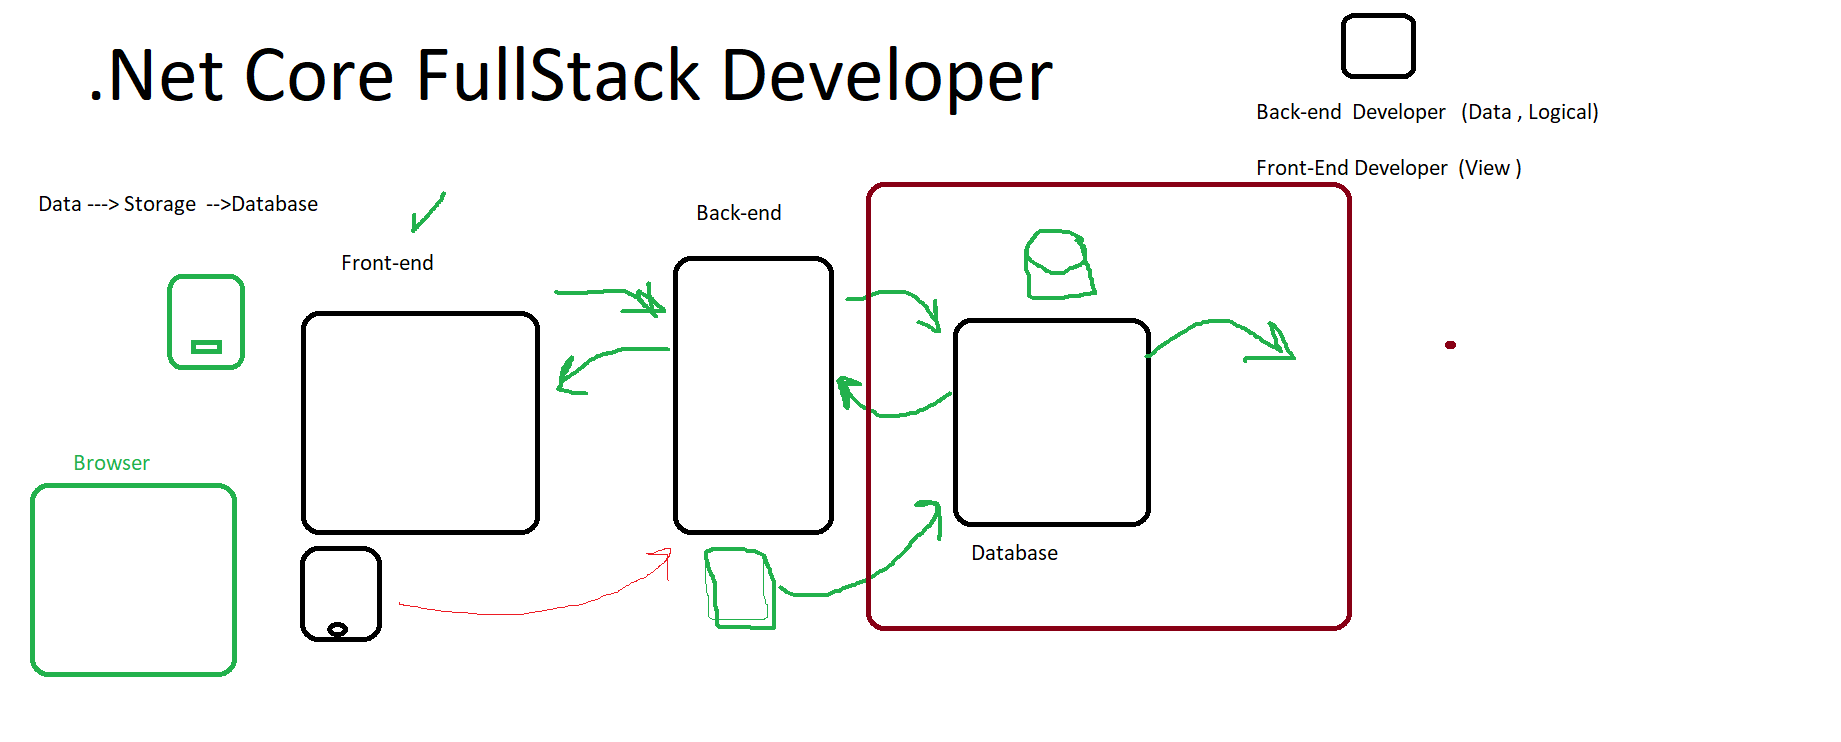 .Net Core FullStack Developer
Back-end  Developer   (Data , Logical)
Front-End Developer  (View )
Data ---> Storage  -->Database
Back-end
Front-end
Browser
Database